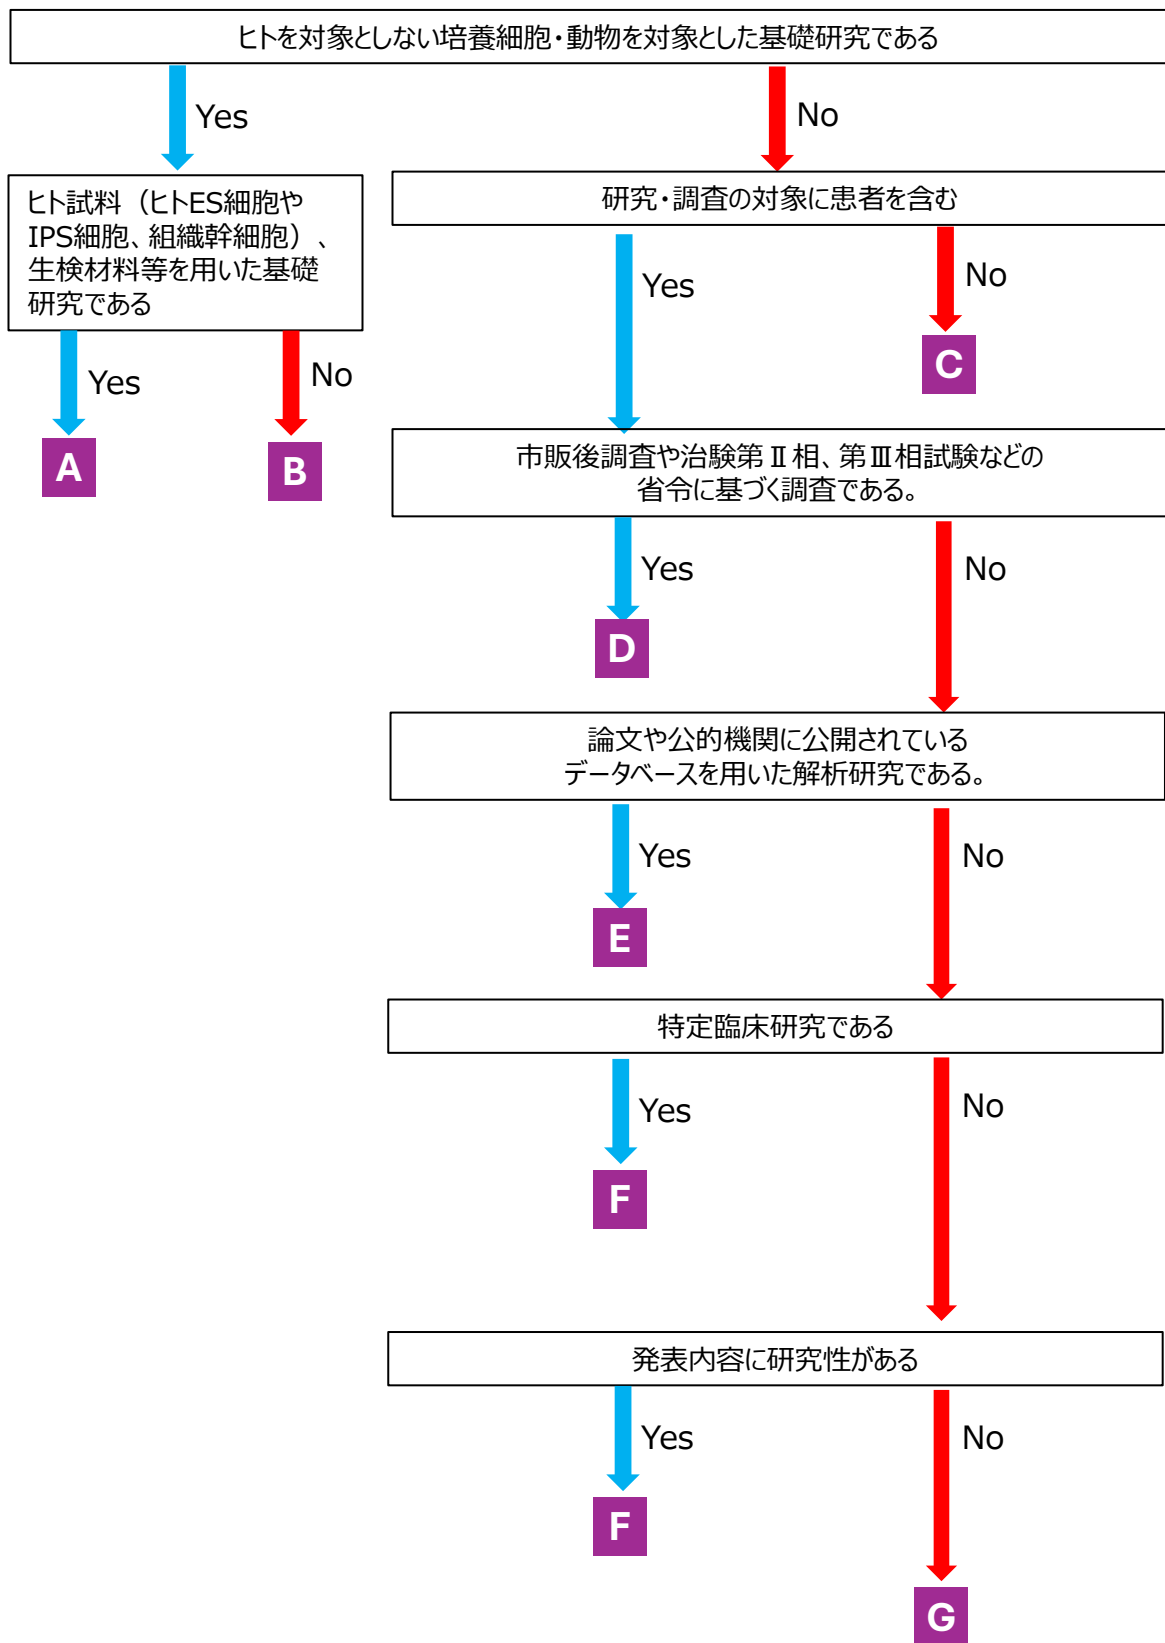 ヒトを対象としない培養細胞・動物を対象とした基礎研究である
Yes
No
ヒト試料（ヒトES細胞や
IPS細胞、組織幹細胞）、
生検材料等を用いた基礎
研究である
研究・調査の対象に患者を含む
Yes
No
Yes
No
C
A
B
市販後調査や治験第Ⅱ相、第Ⅲ相試験などの
省令に基づく調査である。
Yes
No
D
論文や公的機関に公開されている
データベースを用いた解析研究である。
Yes
No
E
特定臨床研究である
Yes
No
F
発表内容に研究性がある
Yes
No
F
G